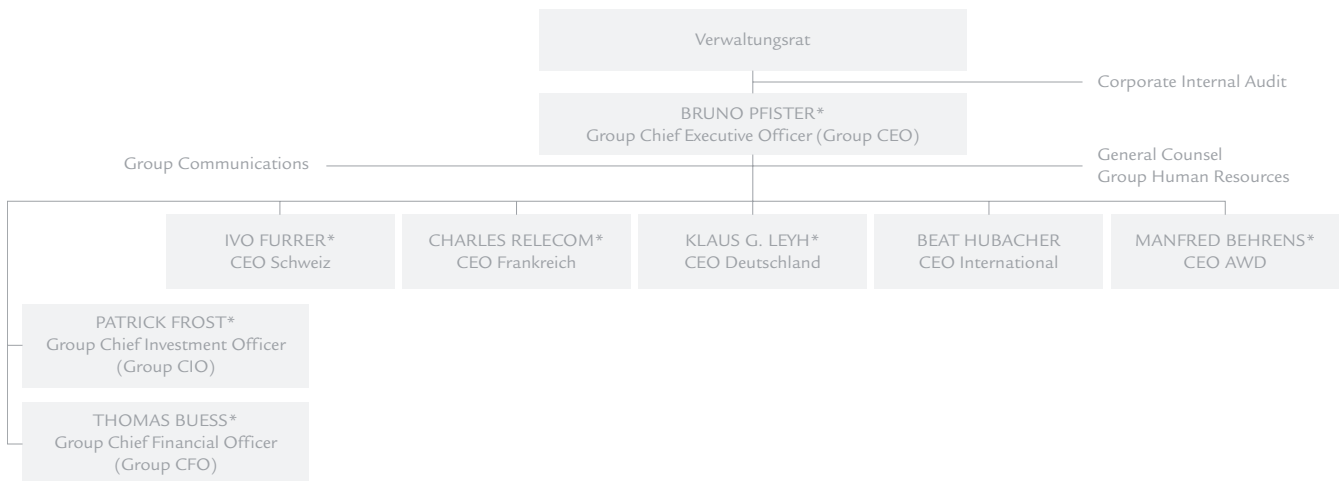 Verwaltungsrat
Corporate Internal Audit
BRUNO PFISTER*
Group Chief Executive Officer (Group CEO)
Group Communications
General Counsel
Group Human Resources
IVO FURRER*
CEO Schweiz
CHARLES RELECOM*
CEO Frankreich
KLAUS G. LEYH*
CEO Deutschland
BEAT HUBACHER
CEO International
MANFRED BEHRENS*
CEO AWD
PATRICK FROST*
Group Chief Investment Officer
(Group CIO)
THOMAS BUESS*
Group Chief Financial Officer
(Group CFO)